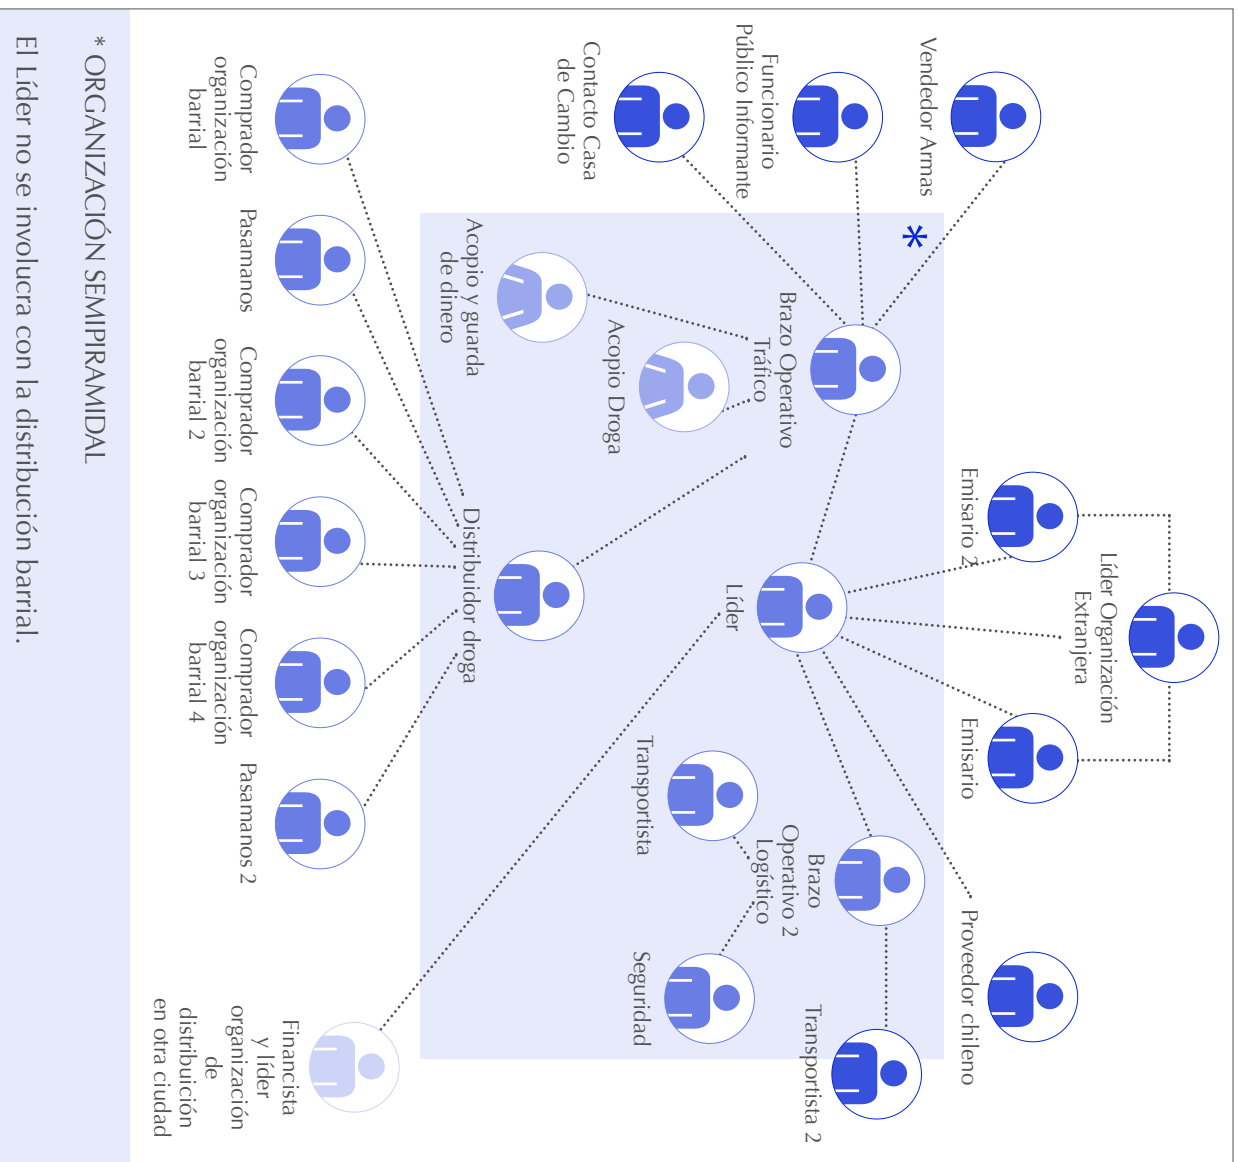 Líder Organización
Extranjera
Emisario 2
Emisario
Proveedor chileno
Vendedor Armas
Funcionario
Público Informante
Contacto Casa
de Cambio
*
Brazo Operativo
Tráfico
Líder
Brazo
Operativo 2
Logístico
Transportista 2
Acopio y guarda
de dinero
Acopio Droga
Transportista
Seguridad
Distribuidor droga
Comprador
organización
barrial
Pasamanos
Comprador
organización
barrial 2
Comprador
organización
barrial 3
Comprador
organización
barrial 4
Pasamanos 2
Financista
y líder
organización
de
distribuición
en otra ciudad
* ORGANIZACIÓN SEMIPIRAMIDAL
El Líder no se involucra con la distribución barrial.